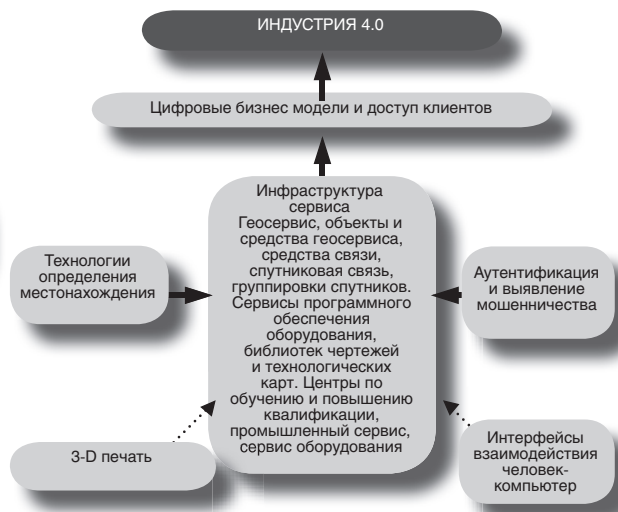 ИНДУСТРИЯ 4.0
Цифровые бизнес модели и доступ клиентов
Инфраструктура
сервиса
Геосервис, объекты и
средства геосервиса,
средства связи,
спутниковая связь,
группировки спутников.
Сервисы программного
обеспечения
оборудования,
библиотек чертежей
и технологических
карт. Центры по
обучению и повышению
квалификации,
промышленный сервис,
сервис оборудования
Технологии
определения
местонахождения
Аутентификация
и выявление
мошенничества
3-D печать
Интерфейсы
взаимодействия
человек-
компьютер